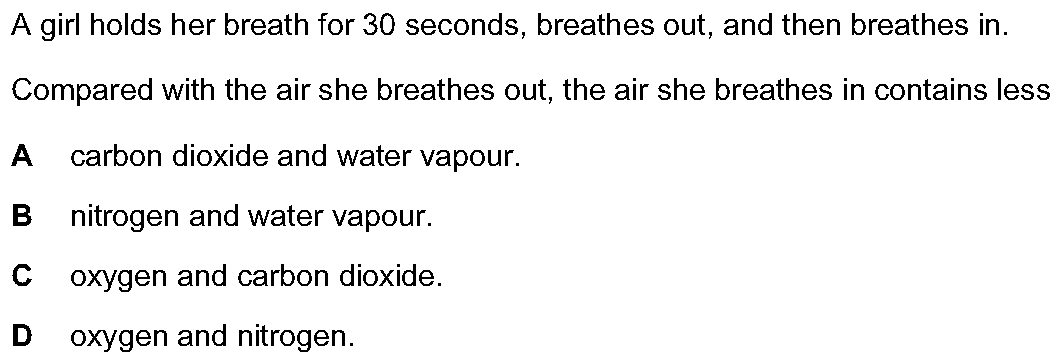 A girl holds her breath for 30 seconds, breathes out, and then breathes in.
Compared with the air she breathes out, the air she breathes in contains less
A carbon dioxide and water vapour.
B nitrogen and water vapour.
C oxygen and carbon dioxide.
D oxygen and nitrogen.